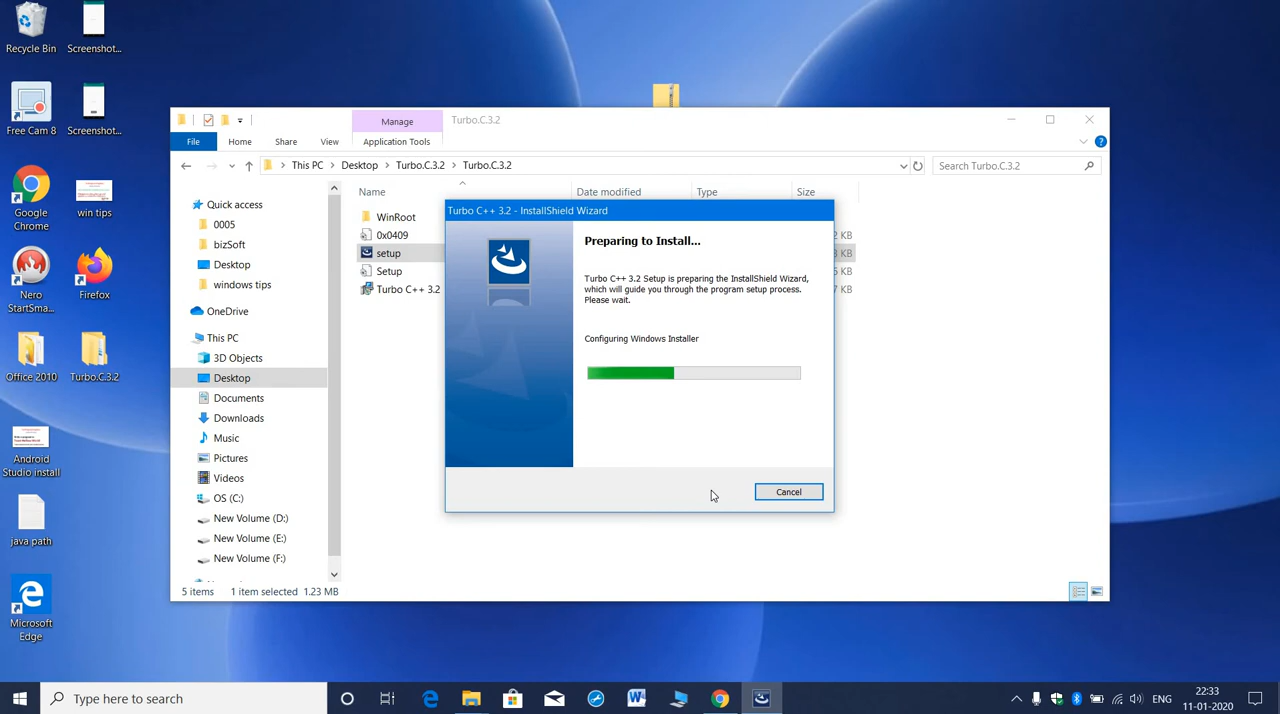 Recycle Bin
Screenshot...
Free Cam 8
Screenshot...
Google
Chrome
win tips
Nero
StartSma...
Firefox
Office 2010
Turbo.C.3.2
Android
Studio install
java path
Microsoft
Edge
Manage
Turbo.C.3.2
File
Home
Share
View
Application Tools
This PC
Desktop
Turbo.C.3.2
Turbo.C.3.2
Search Turbo.C.3.2
Quick access
0005
bizSoft
Desktop
windows tips
OneDrive
This PC
3D Objects
Desktop
Documents
Downloads
Music
Pictures
Videos
OS (C:)
New Volume (D:)
New Volume (E:)
New Volume (F:)
Name
Date modified
Type
Size
WinRoot
0x0409
setup
Setup
Turbo C++ 3.2
KB
KB
KB
KB
Turbo C++ 3.2 - InstallShield Wizard
Preparing to Install...
Turbo C++ 3.2 Setup is preparing the InstallShield Wizard,
which will guide you through the program setup process.
Please wait.
Configuring Windows Installer
Cancel
5 items
1 item selected 1.23 MB
Type here to search
ENG
22:33
11-01-2020